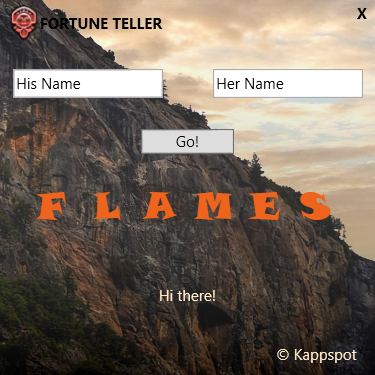 FORTUNE TELLER
X
His Name
Her Name
Go!
F L A M E S
Hi there!
© Kappspot